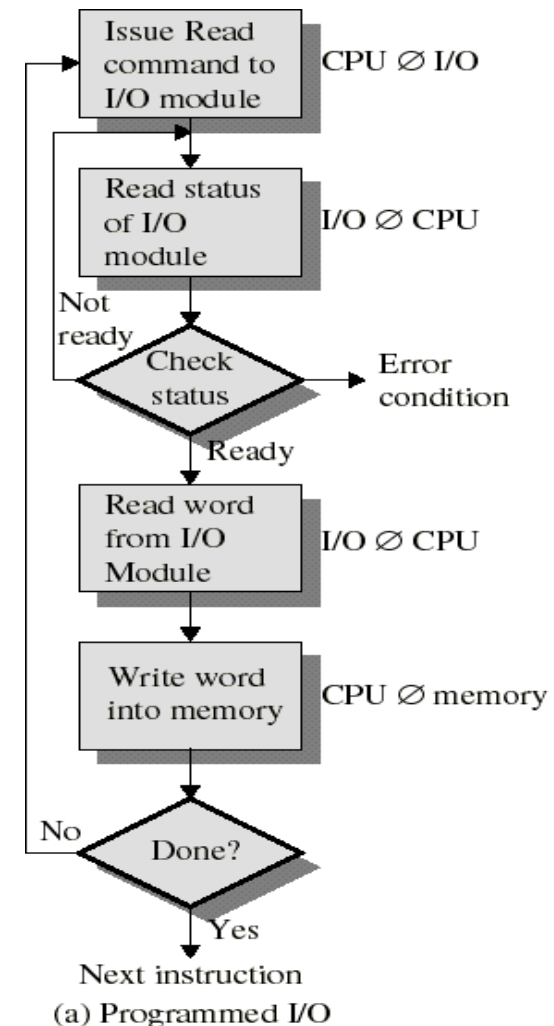 Issue Read
command to
I/O module
CPU ∅ I/O
Read status
of I/O
module
I/O ∅ CPU
Not
ready
Check
status
Error
condition
Ready
Read word
from I/O
Module
I/O ∅ CPU
Write word
into memory
CPU ∅ memory
No
Done?
Yes
Next instruction
(a) Programmed I/O